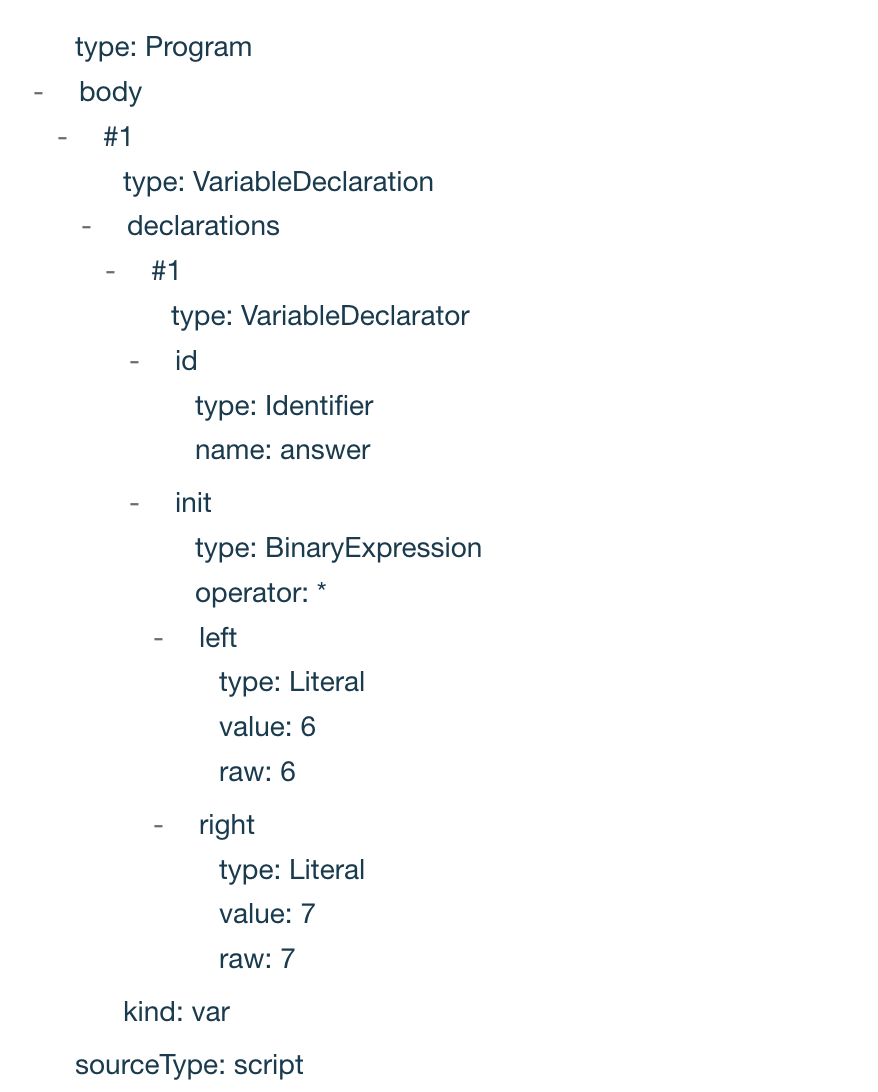 type: Program
- body
- #1
type: VariableDeclaration
- declarations
- #1
type: VariableDeclarator
- id
type: Identifier
name: answer
- init
type: BinaryExpression
operator: *
- left
type: Literal
value: 6
raw: 6
- right
type: Literal
value: 7
raw: 7
kind: var
sourceType: script